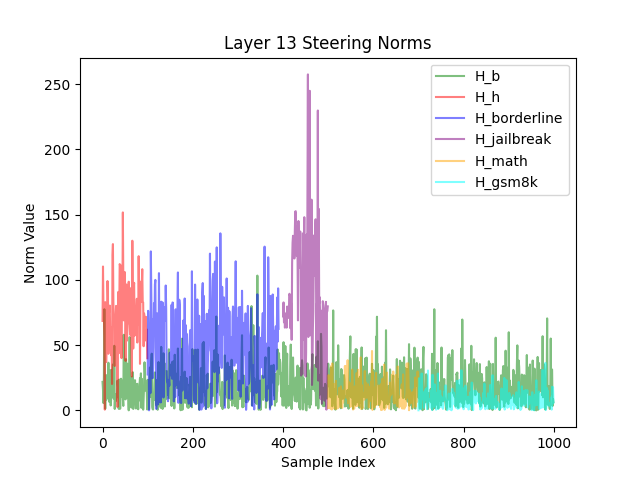 Layer 13 Steering Norms
H_b
H_h
H_borderline
H_jailbreak
H_math
H_gsm8k
250
200
150
100
50
0
Norm Value
0
200
400
600
800
1000
Sample Index